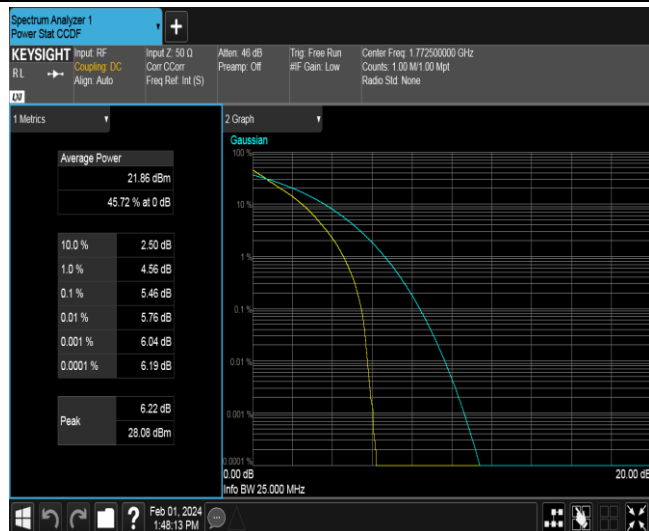 Spectrum Analyzer 1
Power Stat CCDF
+
KEYSIGHT
RL
LXI
Input: RF
Coupling: DC
Align: Auto
Input Z: 50 Ω
Corr CCorr
Freq Ref: Int (S)
Atten: 46 dB
Preamp: Off
Trig: Free Run
#IF Gain: Low
Center Freq: 1.772500000 GHz
Counts: 1.00 M/1.00 Mpt
Radio Std: None
1 Metrics
Average Power
21.86 dBm
45.72 % at 0 dB
10.0 % 2.50 dB
1.0 % 4.56 dB
0.1 % 5.46 dB
0.01 % 5.76 dB
0.001 % 6.04 dB
0.0001 % 6.19 dB
Peak
6.22 dB
28.08 dBm
2 Graph
Gaussian
100 %
10 %
1 %
0.1 %
0.01 %
0.001 %
0.0001 %
0.00 dB
20.00 dB
Info BW 25.000 MHz
?
Feb 01, 2024
1:48:13 PM